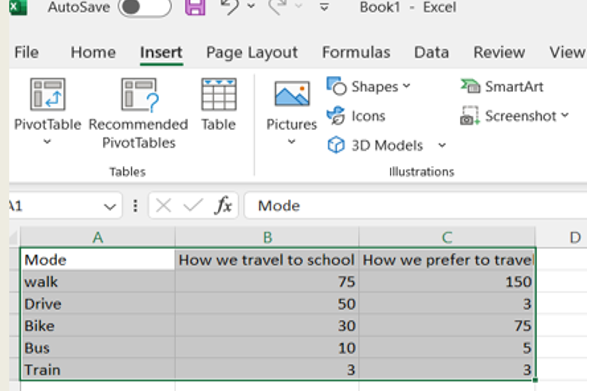 AutoSave Book1 - Excel
File Home Insert Page Layout Formulas Data Review View
PivotTable Recommended PivotTables Table Pictures
Shapes
Icons
3D Models
SmartArt
Screenshot
Tables Illustrations
A1 fx Mode
A B C D
Mode How we travel to school How we prefer to travel
walk 75 150
Drive 50 3
Bike 30 75
Bus 10 5
Train 3 3